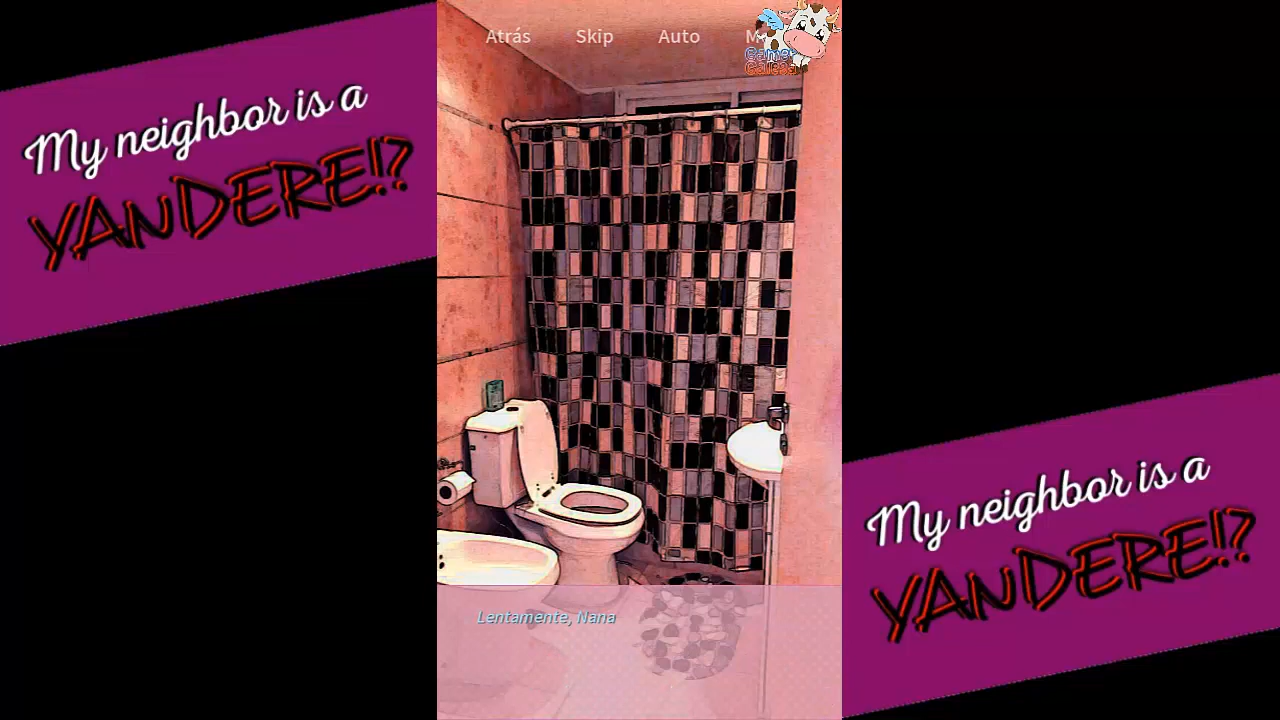 My neighbor is a
YANDERE!?
Atrás
Skip
Auto
Lentamente, Nana
My neighbor is a
YANDERE!?